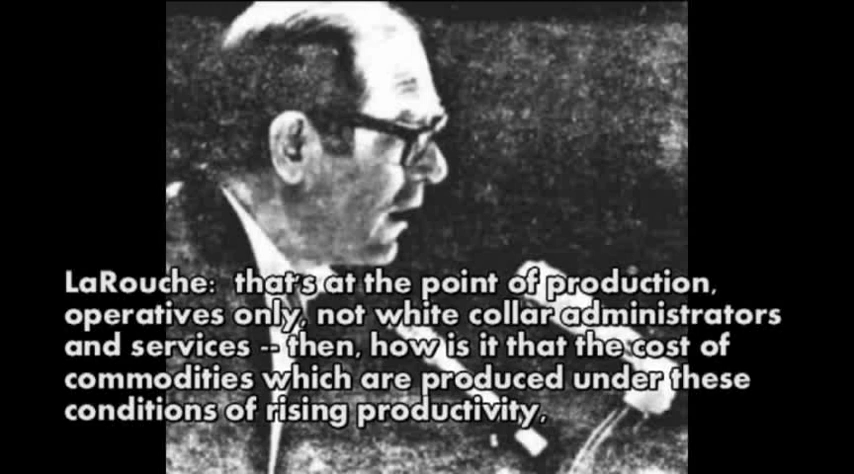 LaRouche:  that's at the point of production,
operatives only, not white collar administrators
and services -- then, how is it that the cost of
commodities which are produced under these
conditions of rising productivity,